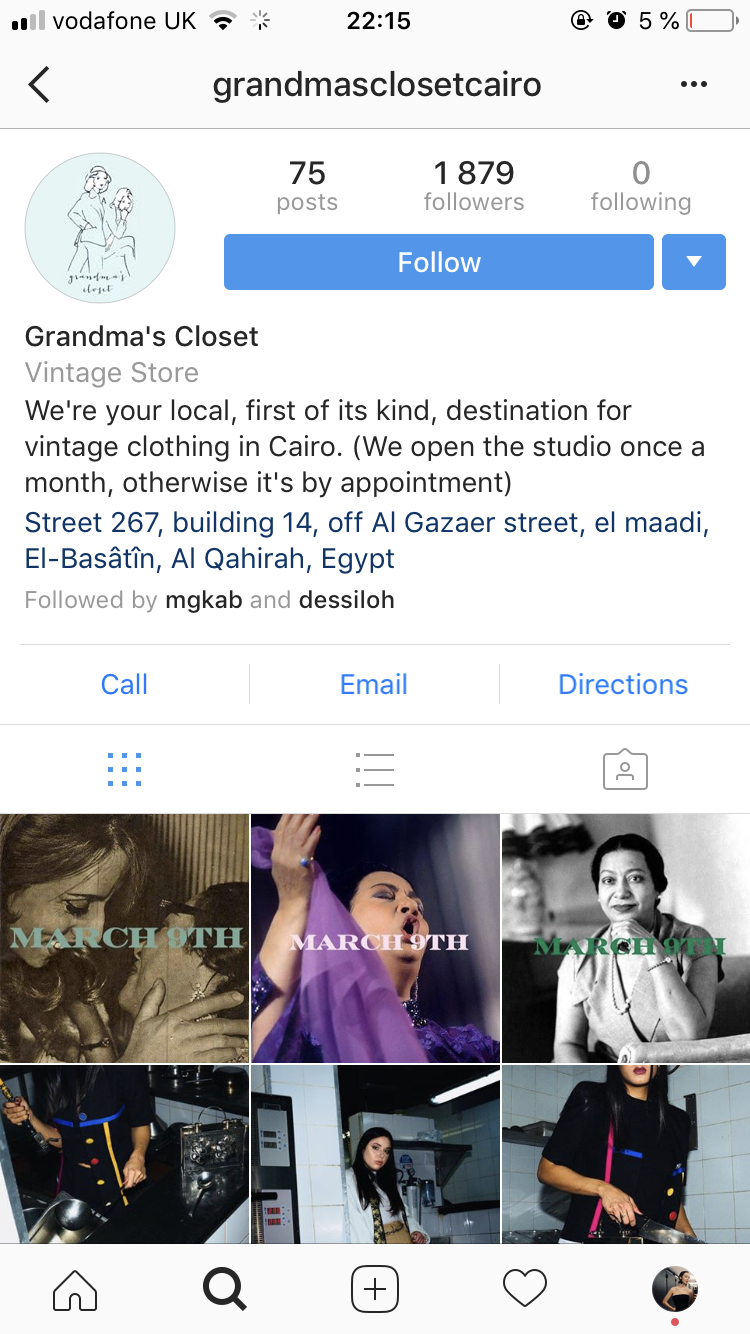 vodafone UK 22:15 5 %
grandmasclosetcairo
75 1 879 0
posts followers following
Follow
grandma's
closet
Grandma's Closet
Vintage Store
We're your local, first of its kind, destination for
vintage clothing in Cairo. (We open the studio once a
month, otherwise it's by appointment)
Street 267, building 14, off Al Gazaer street, el maadi,
El-Basâtîn, Al Qahirah, Egypt
Followed by mgkab and dessiloh
Call Email Directions
MARCH 9TH MARCH 9TH MARCH 9TH